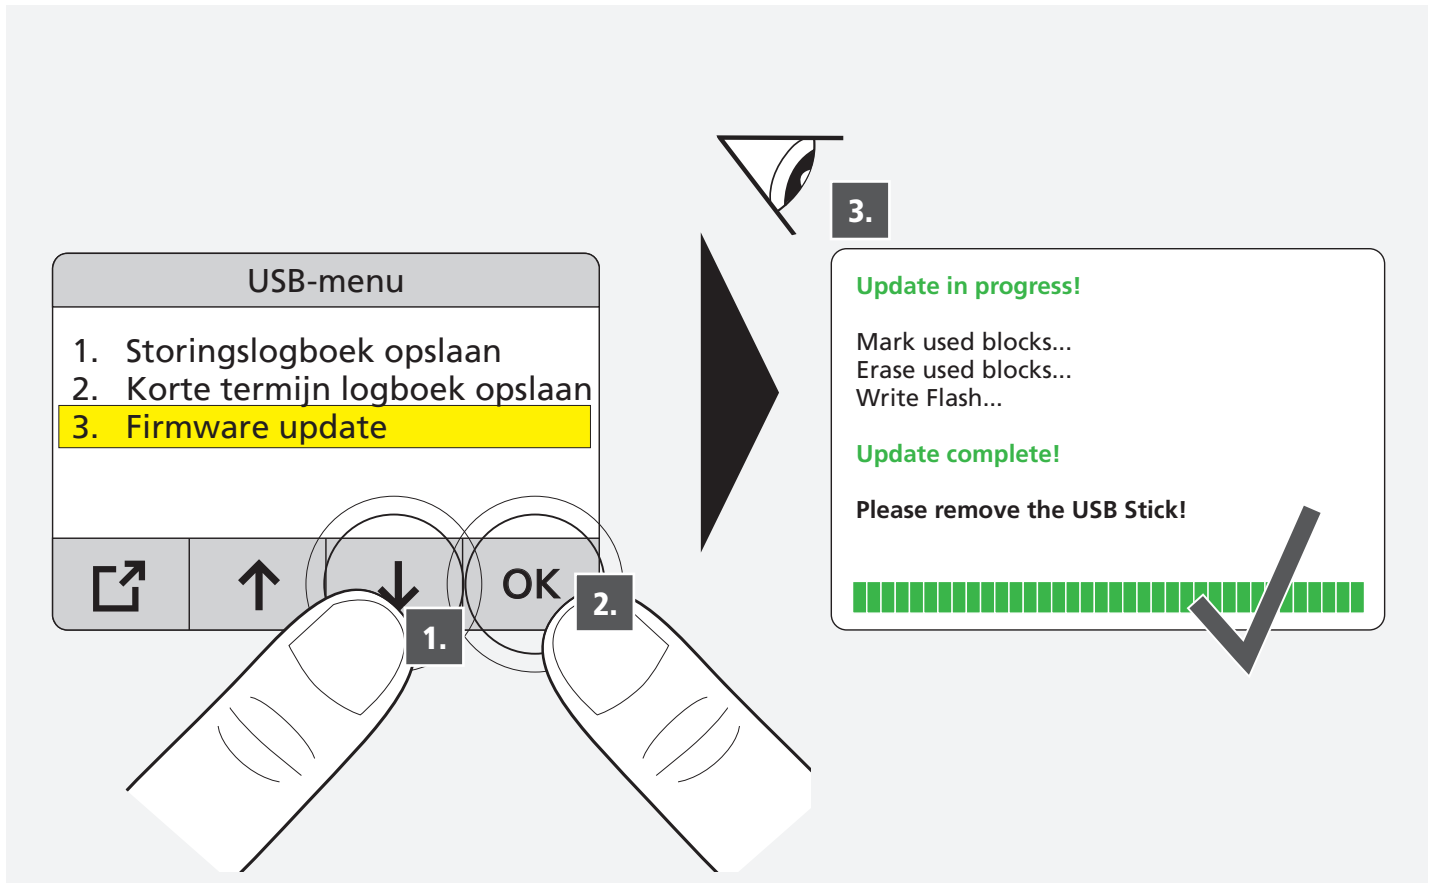 USB-menu
1. Storingslogboek opslaan
2. Korte termijn logboek opslaan
3. Firmware update
OK
1.
2.
3.
Update in progress!
Mark used blocks...
Erase used blocks...
Write Flash...
Update complete!
Please remove the USB Stick!